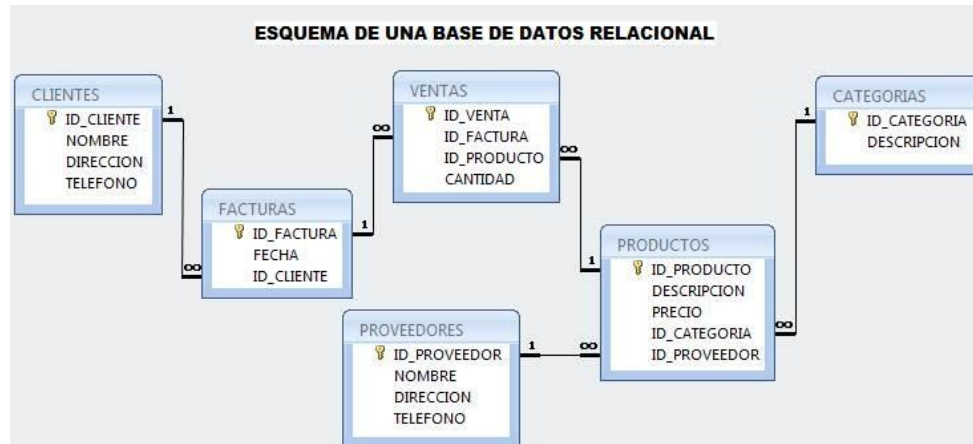 ESQUEMA DE UNA BASE DE DATOS RELACIONAL
CLIENTES
ID_CLIENTE
NOMBRE
DIRECCION
TELEFONO
1
∞
FACTURAS
ID_FACTURA
FECHA
ID_CLIENTE
1
∞
VENTAS
ID_VENTA
ID_FACTURA
ID_PRODUCTO
CANTIDAD
∞
1
PRODUCTOS
ID_PRODUCTO
DESCRIPCION
PRECIO
ID_CATEGORIA
ID_PROVEEDOR
∞
1
CATEGORIAS
ID_CATEGORIA
DESCRIPCION
PROVEEDORES
ID_PROVEEDOR
NOMBRE
DIRECCION
TELEFONO
1
∞